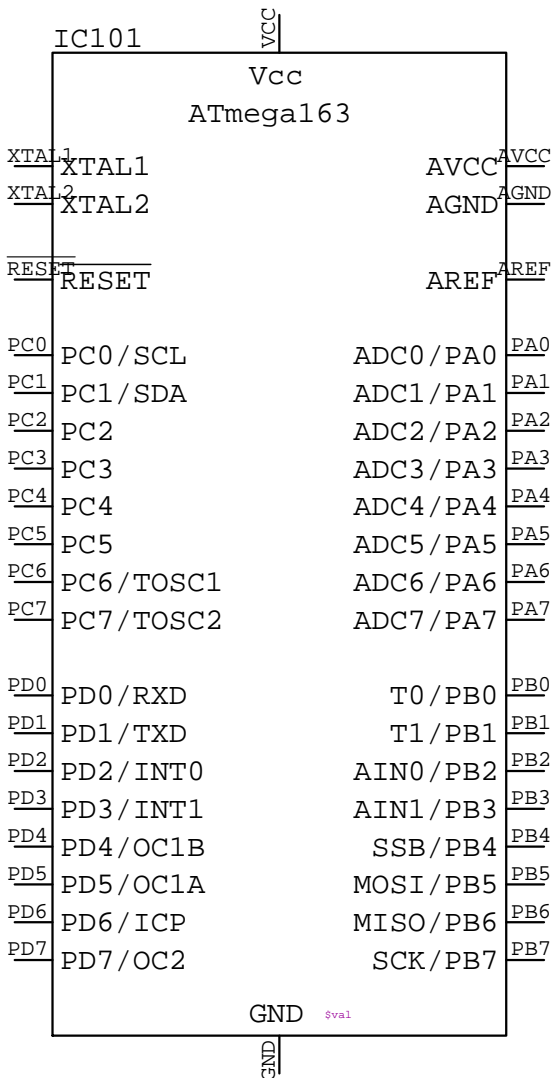 VCC
IC101
Vcc
ATmega163
XTAL1 XTAL1 AVCC AVCC
XTAL2 XTAL2 AGND AGND
RESET RESET AREF AREF
PC0 PC0/SCL ADC0/PA0 PA0
PC1 PC1/SDA ADC1/PA1 PA1
PC2 PC2 ADC2/PA2 PA2
PC3 PC3 ADC3/PA3 PA3
PC4 PC4 ADC4/PA4 PA4
PC5 PC5 ADC5/PA5 PA5
PC6 PC6/TOSC1 ADC6/PA6 PA6
PC7 PC7/TOSC2 ADC7/PA7 PA7
PD0 PD0/RXD T0/PB0 PB0
PD1 PD1/TXD T1/PB1 PB1
PD2 PD2/INT0 AIN0/PB2 PB2
PD3 PD3/INT1 AIN1/PB3 PB3
PD4 PD4/OC1B SSB/PB4 PB4
PD5 PD5/OC1A MOSI/PB5 PB5
PD6 PD6/ICP MISO/PB6 PB6
PD7 PD7/OC2 SCK/PB7 PB7
GND $val
GND